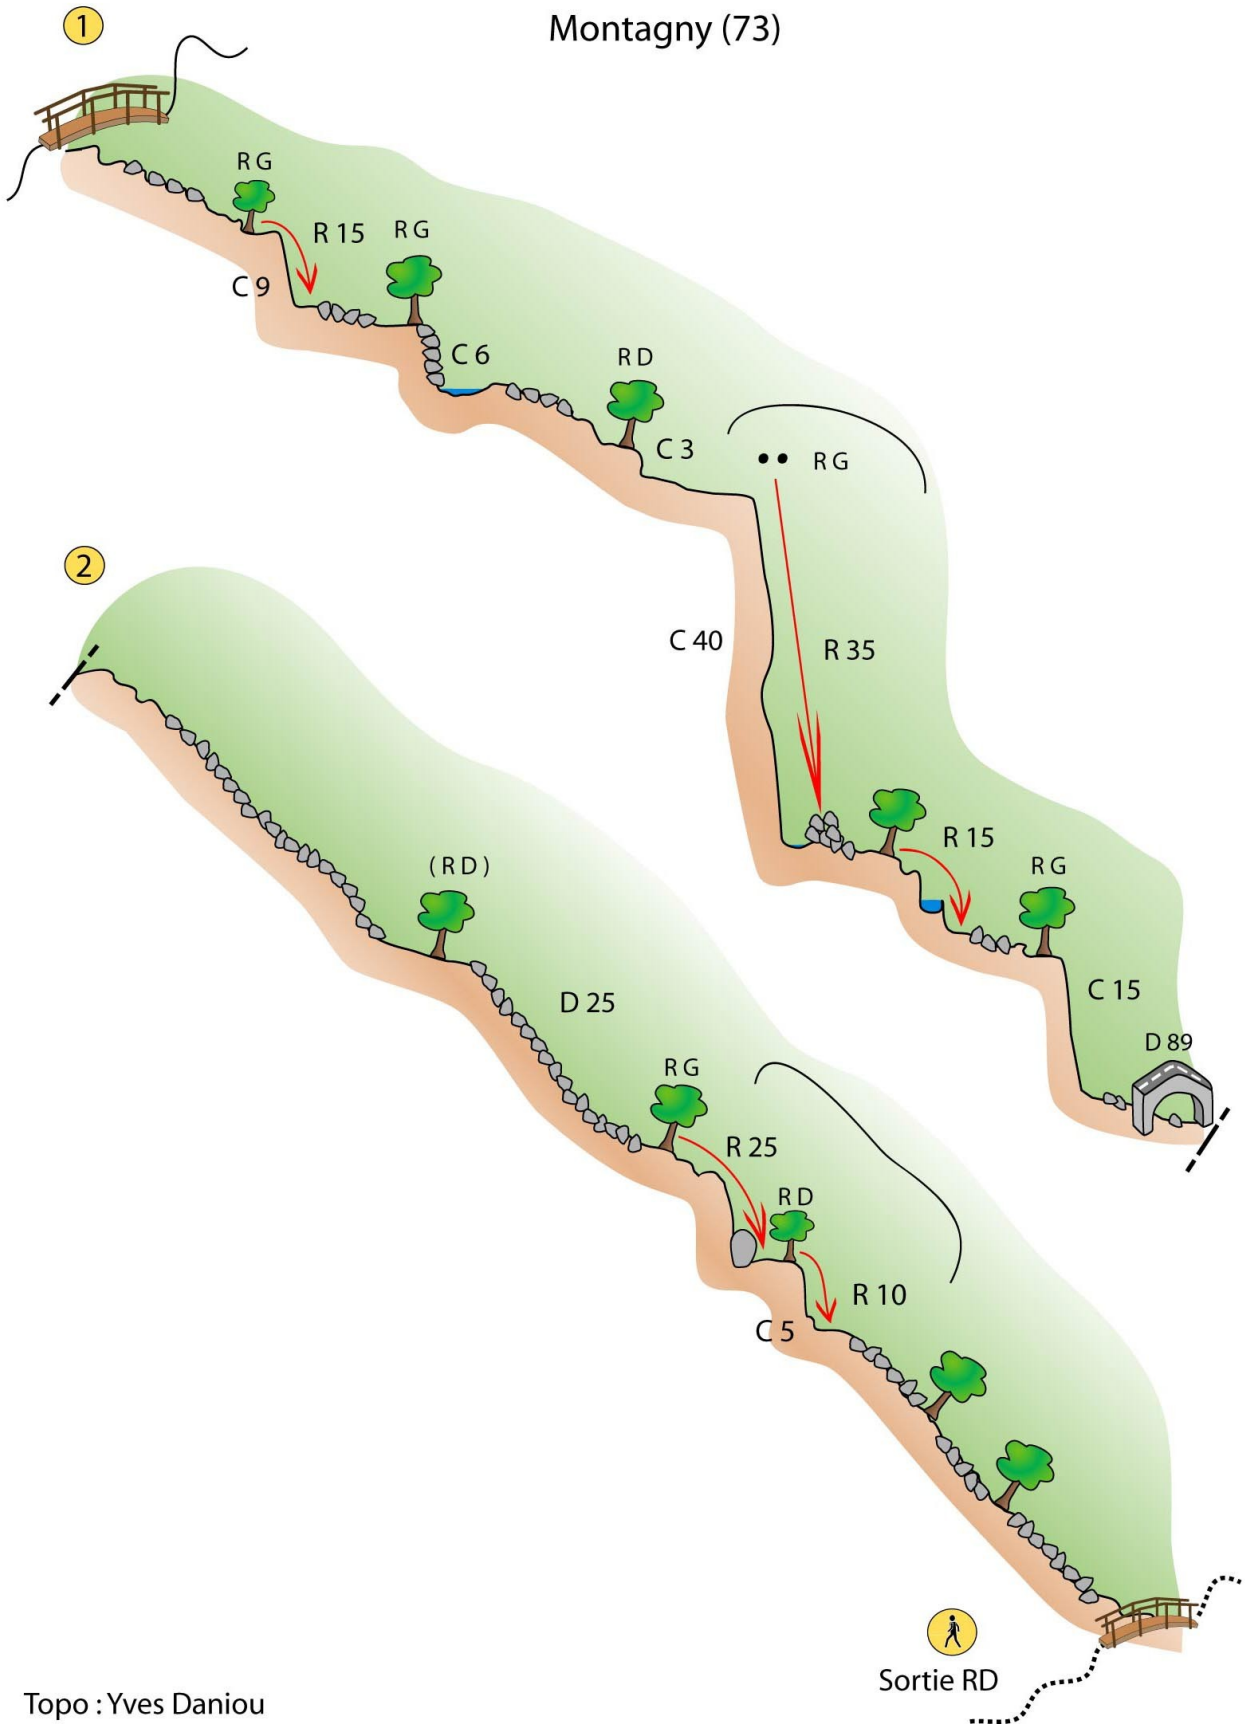 1
Montagny (73)
RG
R 15
RG
C 9
C 6
RD
C 3
RG
C 40
R 35
R 15
RG
C 15
D 89
2
(RD)
D 25
RG
R 25
RD
R 10
C 5
Sortie RD
Topo : Yves Daniou